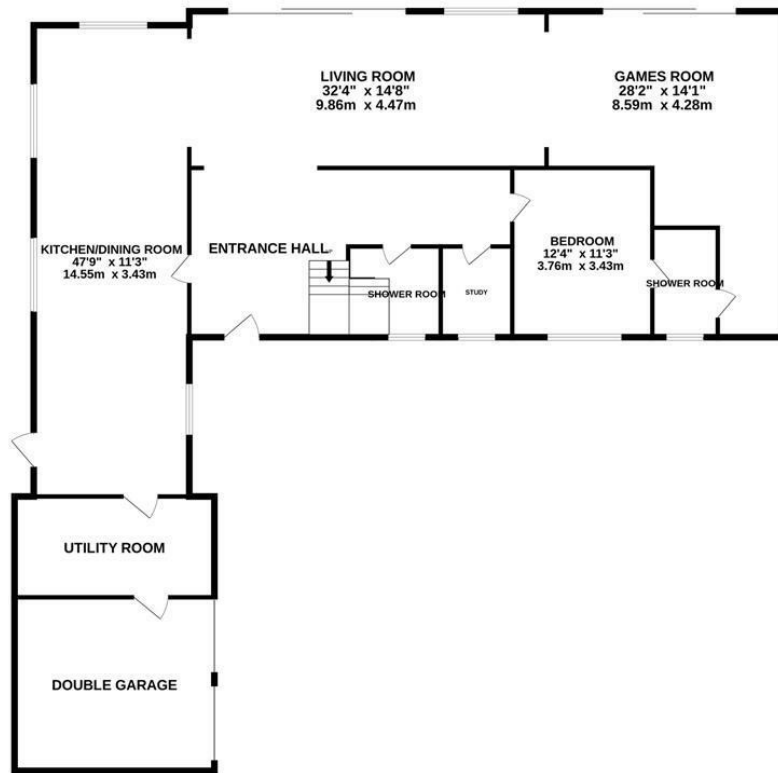 LIVING ROOM
32'4" x 14'8"
9.86m x 4.47m
GAMES ROOM
28'2" x 14'1"
8.59m x 4.28m
KITCHEN/DINING ROOM
47'9" x 11'3"
14.55m x 3.43m
ENTRANCE HALL
BEDROOM
12'4" x 11'3"
3.76m x 3.43m
SHOWER ROOM
STUDY
SHOWER ROOM
UTILITY ROOM
DOUBLE GARAGE